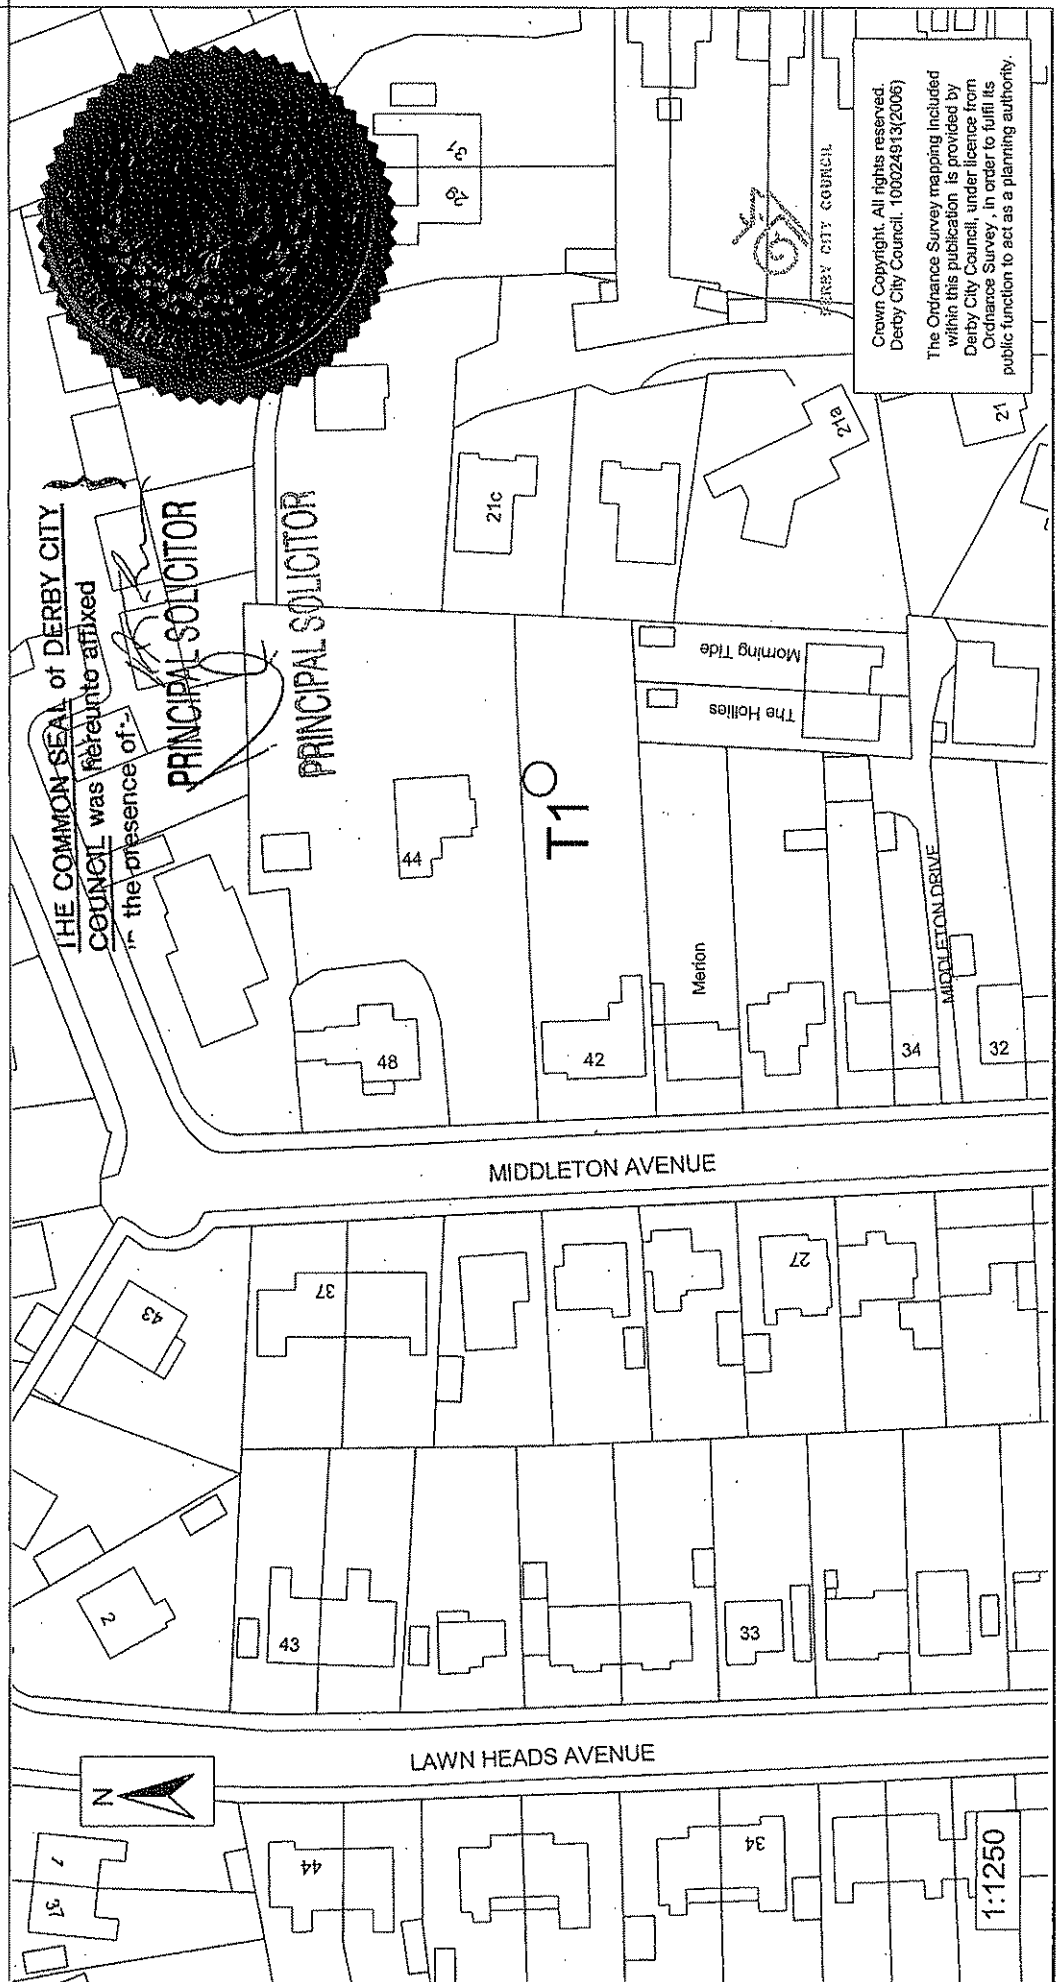 THE COMMON SEAL of DERBY CITY
COUNCIL was hereunto affixed
in the presence of:-
PRINCIPAL SOLICITOR
PRINCIPAL SOLICITOR
DERBY CITY COUNCIL
Crown Copyright. All rights reserved.
Derby City Council. 100024913(2006)
The Ordnance Survey mapping included
within this publication is provided by
Derby City Council, under licence from
Ordnance Survey, in order to fulfil its
public function to act as a planning authority.
37
21c
21a
21
Morning Tide
The Hollies
T1
44
Merion
MIDDLETON DRIVE
48
42
34
32
MIDDLETON AVENUE
43
37
27
2
43
33
LAWN HEADS AVENUE
N
1
37
44
34
1:1250